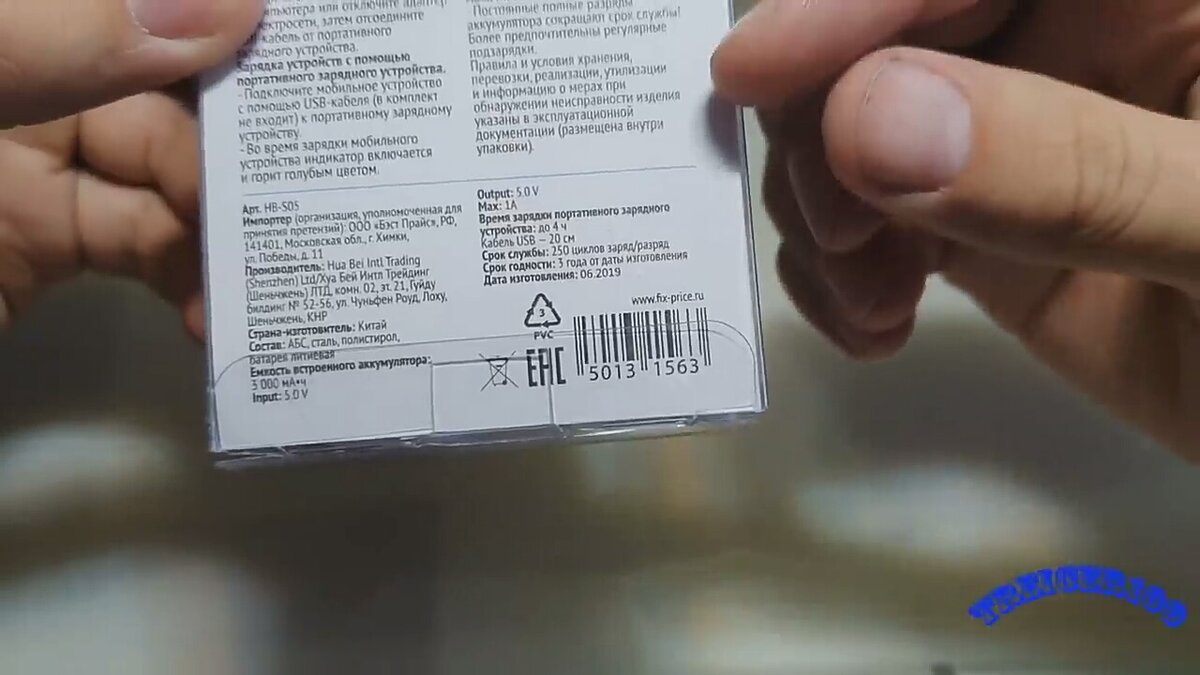 компьютера или отключите адаптер
электросети, затем отсоедините
кабель от портативного
зарядного устройства.
Зарядка устройств с помощью
портативного зарядного устройства.
- Подключите мобильное устройство
с помощью USB-кабеля (в комплект
не входит) к портативному зарядному
устройству.
- Во время зарядки мобильного
устройства индикатор включается
и горит голубым цветом.
Постоянные полные разряды
аккумулятора сокращают срок службы!
Более предпочтительны регулярные
подзарядки.
Правила и условия хранения,
перевозки, реализации, утилизации
и информацию о мерах при
обнаружении неисправности изделия
указаны в эксплуатационной
документации (размещена внутри
упаковки).
Арт. HB-S05
Импортер (организация, уполномоченная для
принятия претензий): ООО «Бэст Прайс», РФ,
141401, Московская обл., г. Химки,
ул. Победы, д. 11
Производитель: Hua Bei Intl Trading
(Shenzhen) Ltd/Хуа Бей Интл Трейдинг
(Шеньчжень) ЛТД, комн. 02, эт. 21, Гуйду
билдинг № 52-56, ул. Чуньфен Роуд, Лоху,
Шеньчжень, КНР
Страна-изготовитель: Китай
Состав: АБС, сталь, полистирол,
батарея литиевая
Емкость встроенного аккумулятора:
3 000 мА•ч
Input: 5.0 V
Output: 5.0 V
Max: 1A
Время зарядки портативного зарядного
устройства: до 4 ч
Кабель USB – 20 см
Срок службы: 250 циклов заряд/разряд
Срок годности: 3 года от даты изготовления
Дата изготовления: 06.2019
3
PVC
www.fix-price.ru
EAC
5013 1563